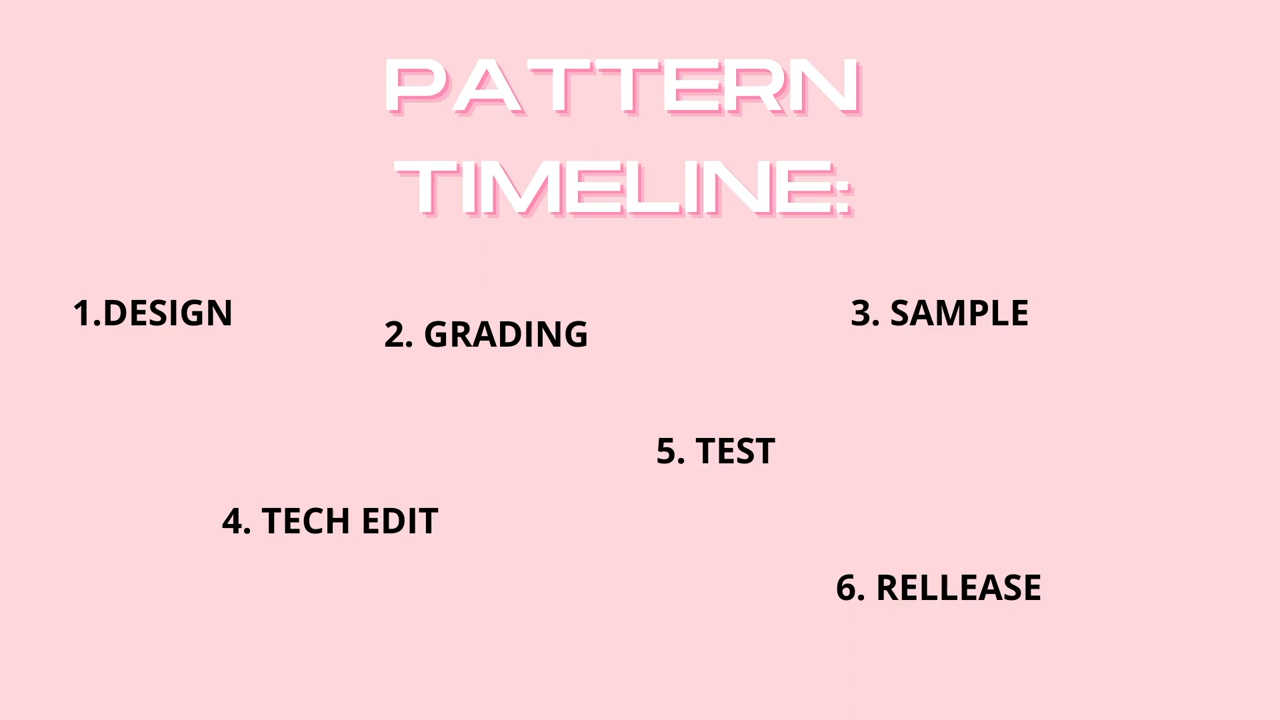 PATTERN
TIMELINE:
1.DESIGN
2. GRADING
3. SAMPLE
4. TECH EDIT
5. TEST
6. RELLEASE